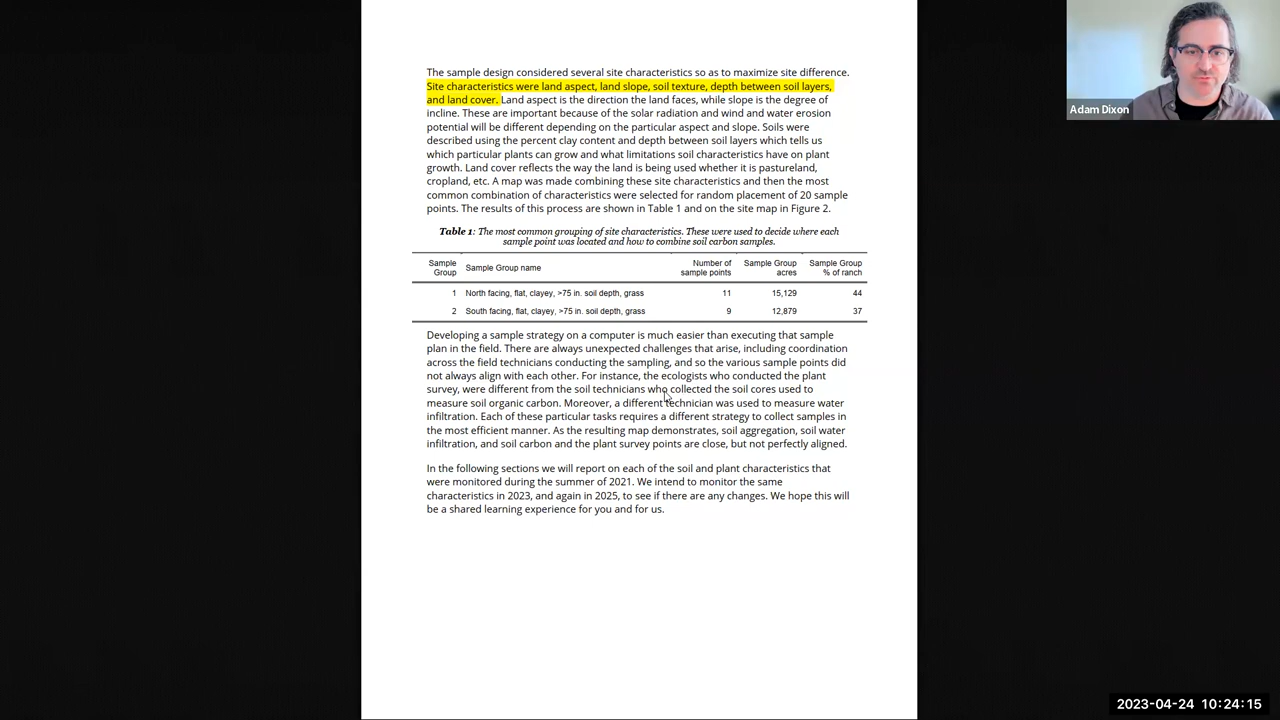 The sample design considered several site characteristics so as to maximize site difference.
Site characteristics were land aspect, land slope, soil texture, depth between soil layers,
and land cover. Land aspect is the direction the land faces, while slope is the degree of
incline. These are important because of the solar radiation and wind and water erosion
potential will be different depending on the particular aspect and slope. Soils were
described using the percent clay content and depth between soil layers which tells us
which particular plants can grow and what limitations soil characteristics have on plant
growth. Land cover reflects the way the land is being used whether it is pastureland,
cropland, etc. A map was made combining these site characteristics and then the most
common combination of characteristics were selected for random placement of 20 sample
points. The results of this process are shown in Table 1 and on the site map in Figure 2.
Table 1: The most common grouping of site characteristics. These were used to decide where each
sample point was located and how to combine soil carbon samples.
Sample Group Sample Group name Number of sample points Sample Group acres Sample Group % of ranch
1 North facing, flat, clayey, >75 in. soil depth, grass 11 15,129 44
2 South facing, flat, clayey, >75 in. soil depth, grass 9 12,879 37
Developing a sample strategy on a computer is much easier than executing that sample
plan in the field. There are always unexpected challenges that arise, including coordination
across the field technicians conducting the sampling, and so the various sample points did
not always align with each other. For instance, the ecologists who conducted the plant
survey, were different from the soil technicians who collected the soil cores used to
measure soil organic carbon. Moreover, a different technician was used to measure water
infiltration. Each of these particular tasks requires a different strategy to collect samples in
the most efficient manner. As the resulting map demonstrates, soil aggregation, soil water
infiltration, and soil carbon and the plant survey points are close, but not perfectly aligned.
In the following sections we will report on each of the soil and plant characteristics that
were monitored during the summer of 2021. We intend to monitor the same
characteristics in 2023, and again in 2025, to see if there are any changes. We hope this will
be a shared learning experience for you and for us.
Adam Dixon
2023-04-24 10:24:15